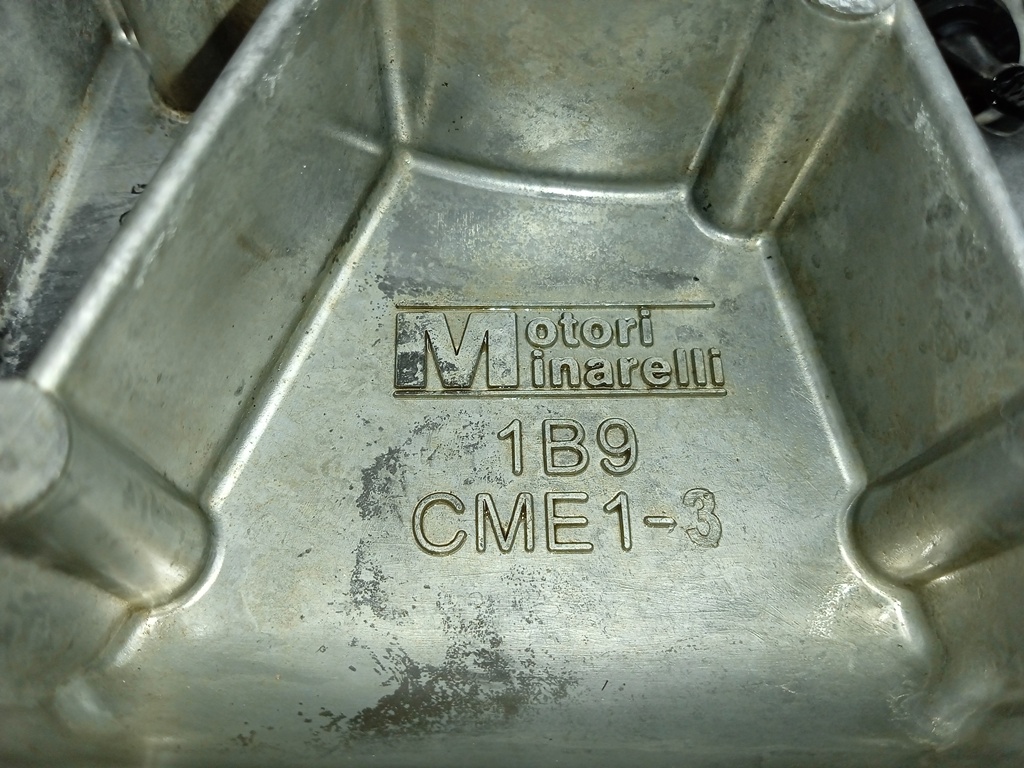 Motori
Minarelli
1B9
CME1-3